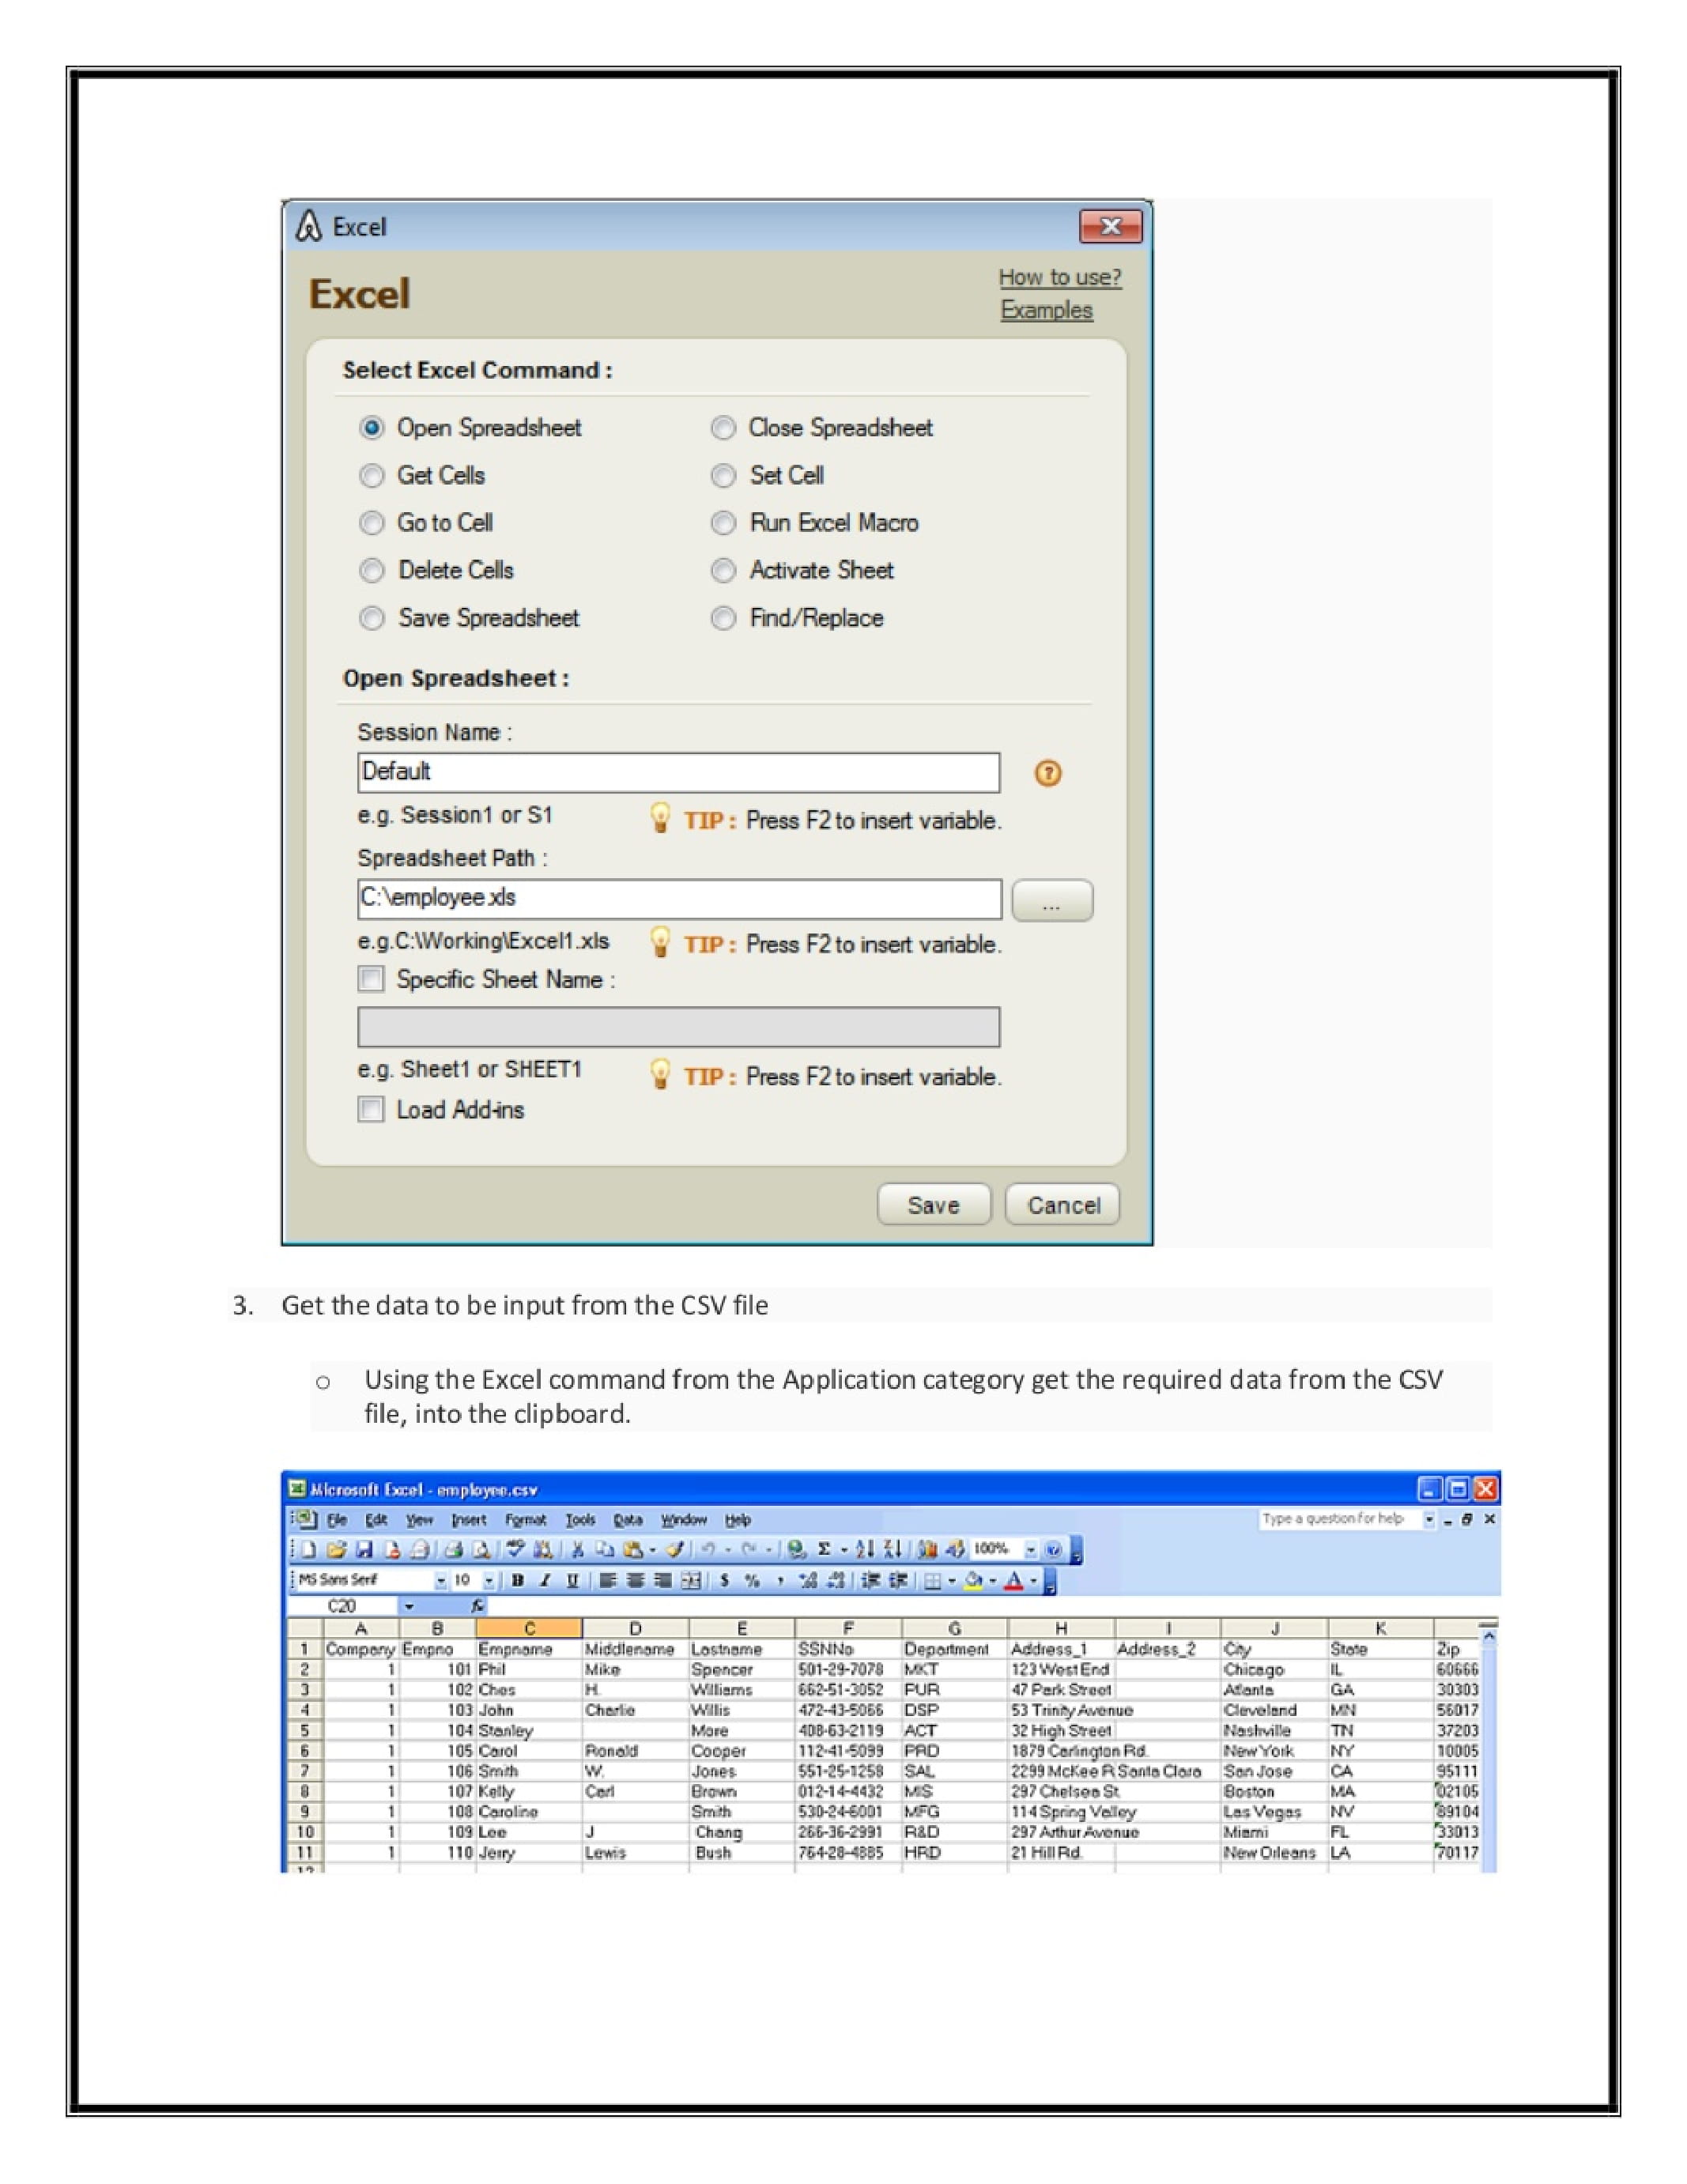 Excel
Excel
How to use?
Examples
Select Excel Command :
Open Spreadsheet Close Spreadsheet
Get Cells Set Cell
Go to Cell Run Excel Macro
Delete Cells Activate Sheet
Save Spreadsheet Find/Replace
Open Spreadsheet :
Session Name :
Default
e.g. Session1 or S1 TIP : Press F2 to insert variable.
Spreadsheet Path :
C:\employee.xls ...
e.g.C:\Working\Excel1.xls TIP : Press F2 to insert variable.
Specific Sheet Name :
e.g. Sheet1 or SHEET1 TIP : Press F2 to insert variable.
Load Add-ins
Save Cancel
3. Get the data to be input from the CSV file
o Using the Excel command from the Application category get the required data from the CSV
file, into the clipboard.
Microsoft Excel - employee.csv
File Edit View Insert Format Tools Data Window Help Type a question for help
100%
MS Sans Serif 10 B I U $ % ,
C20 fx
A B C D E F G H I J K
1 Company Empno Empname Middlename Lastname SSNNo Department Address_1 Address_2 City State Zip
2 1 101 Phil Mike Spencer 501-29-7078 MKT 123 West End Chicago IL 60666
3 1 102 Ches H. Williams 662-51-3052 PUR 47 Park Street Atlanta GA 30303
4 1 103 John Charlie Willis 472-43-5066 DSP 53 Trinity Avenue Cleveland MN 56017
5 1 104 Stanley More 408-63-2119 ACT 32 High Street Nashville TN 37203
6 1 105 Carol Ronald Cooper 112-41-5099 PRD 1879 Carlington Rd. New York NY 10005
7 1 106 Smith W. Jones 551-25-1258 SAL 2299 McKee R Santa Clara San Jose CA 95111
8 1 107 Kelly Carl Brown 012-14-4432 MIS 297 Chelsea St. Boston MA 02105
9 1 108 Caroline Smith 530-24-6001 MFG 114 Spring Valley Las Vegas NV 89104
10 1 109 Lee J Chang 266-36-2991 R&D 297 Arthur Avenue Miami FL 33013
11 1 110 Jerry Lewis Bush 764-28-4885 HRD 21 Hill Rd. New Orleans LA 70117
12